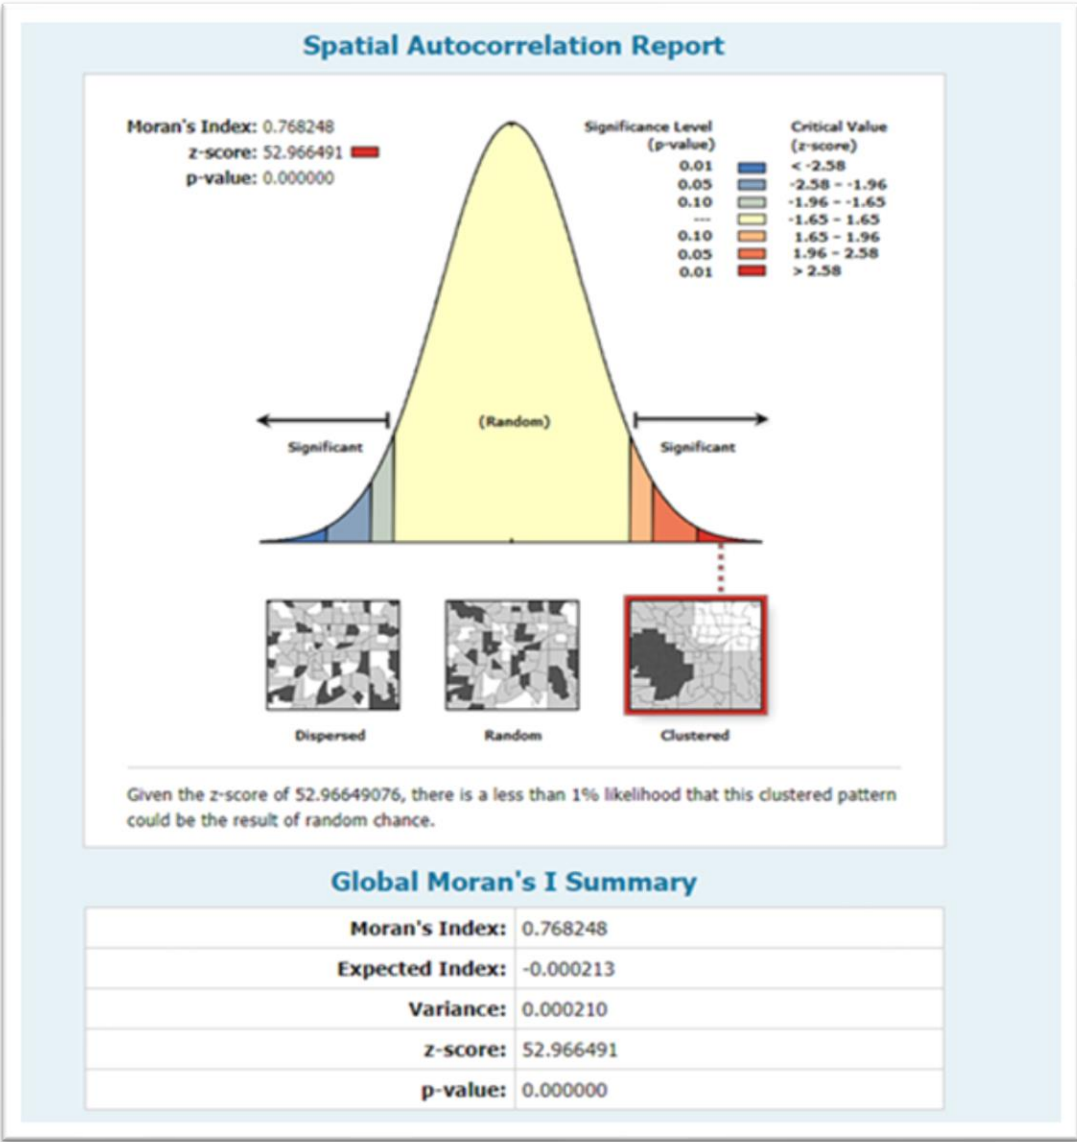 Spatial Autocorrelation Report
Moran's Index: 0.768248
z-score: 52.966491
p-value: 0.000000
Significance Level
(p-value)
Critical Value
(z-score)
0.01 < -2.58
0.05 -2.58 - -1.96
0.10 -1.96 - -1.65
--- -1.65 - 1.65
0.10 1.65 - 1.96
0.05 1.96 - 2.58
0.01 > 2.58
(Random)
Significant
Significant
Dispersed
Random
Clustered
Given the z-score of 52.96649076, there is a less than 1% likelihood that this clustered pattern
could be the result of random chance.
Global Moran's I Summary
Moran's Index: 0.768248
Expected Index: -0.000213
Variance: 0.000210
z-score: 52.966491
p-value: 0.000000